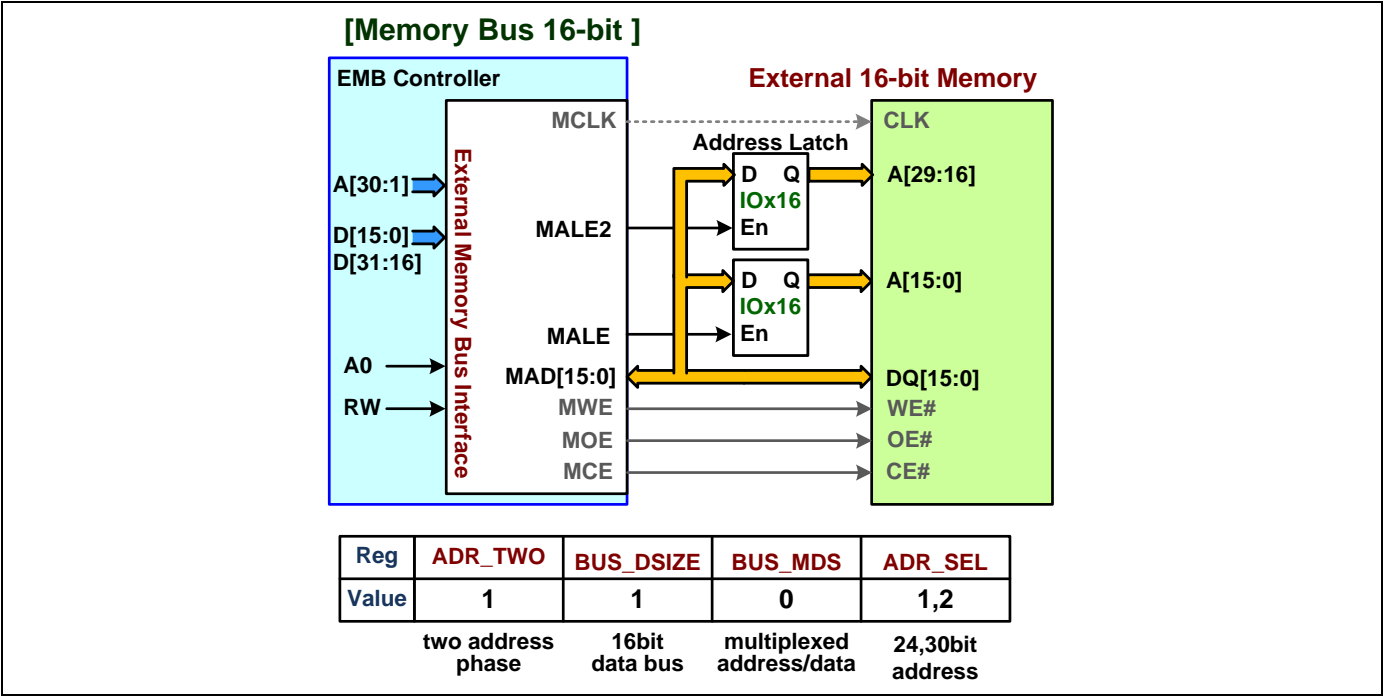 [Memory Bus 16-bit ]
EMB Controller
External 16-bit Memory
MCLK
CLK
Address Latch
External Memory Bus Interface
A[30:1]
D Q
IOx16
En
A[29:16]
MALE2
D[15:0]
D[31:16]
D Q
IOx16
En
A[15:0]
MALE
A0
MAD[15:0]
DQ[15:0]
RW
MWE
WE#
MOE
OE#
MCE
CE#
Reg ADR_TWO BUS_DSIZE BUS_MDS ADR_SEL
Value 1 1 0 1,2
two address
phase
16bit
data bus
multiplexed
address/data
24,30bit
address